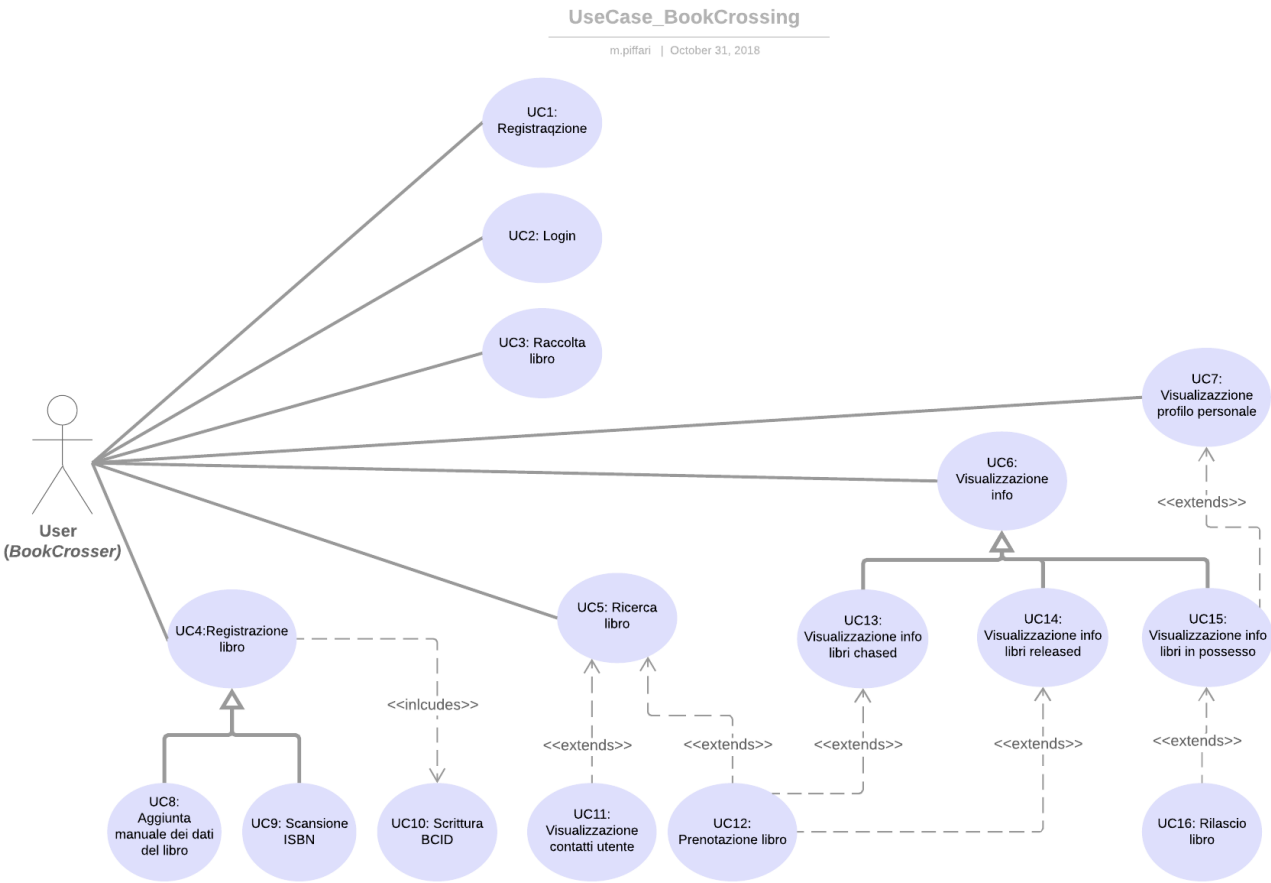 UseCase_BookCrossing
m.piffari | October 31, 2018
UC1:
Registraqzione
UC2: Login
UC3: Raccolta
libro
UC7:
Visualizazzione
profilo personale
UC6:
Visualizzazione
info
<<extends>>
User
(BookCrosser)
UC4:Registrazione
libro
UC5: Ricerca
libro
UC13:
Visualizzazione info
libri chased
UC14:
Visualizzazione info
libri released
UC15:
Visualizzazione info
libri in possesso
<<inlcudes>>
<<extends>>
<<extends>>
<<extends>>
<<extends>>
<<extends>>
UC8:
Aggiunta
manuale dei dati
del libro
UC9: Scansione
ISBN
UC10: Scrittura
BCID
UC11:
Visualizzazione
contatti utente
UC12:
Prenotazione libro
UC16: Rilascio
libro